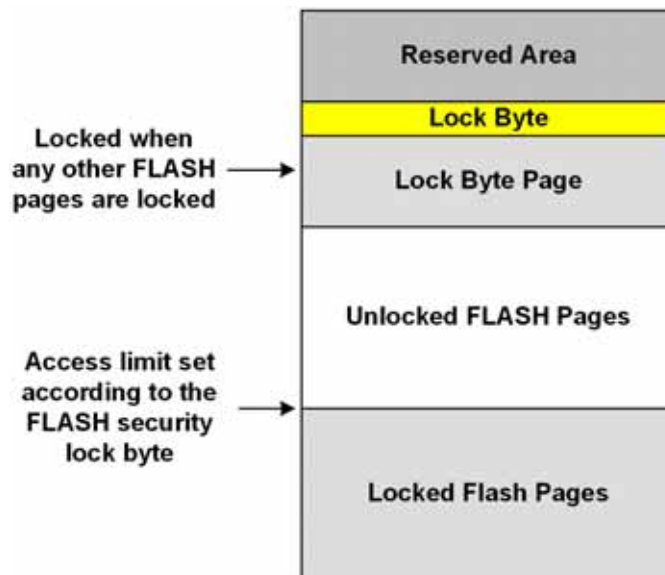 Reserved Area
Lock Byte
Locked when
any other FLASH
pages are locked
Lock Byte Page
Unlocked FLASH Pages
Access limit set
according to the
FLASH security
lock byte
Locked Flash Pages